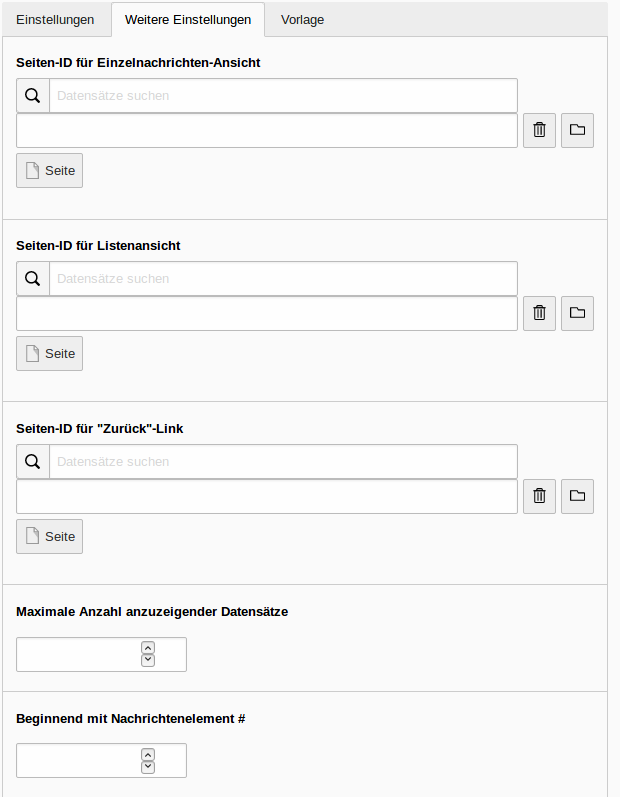 Einstellungen Weitere Einstellungen Vorlage
Seiten-ID für Einzelnachrichten-Ansicht
Datensätze suchen
Seite
Seiten-ID für Listenansicht
Datensätze suchen
Seite
Seiten-ID für "Zurück"-Link
Datensätze suchen
Seite
Maximale Anzahl anzuzeigender Datensätze
Beginnend mit Nachrichtenelement #